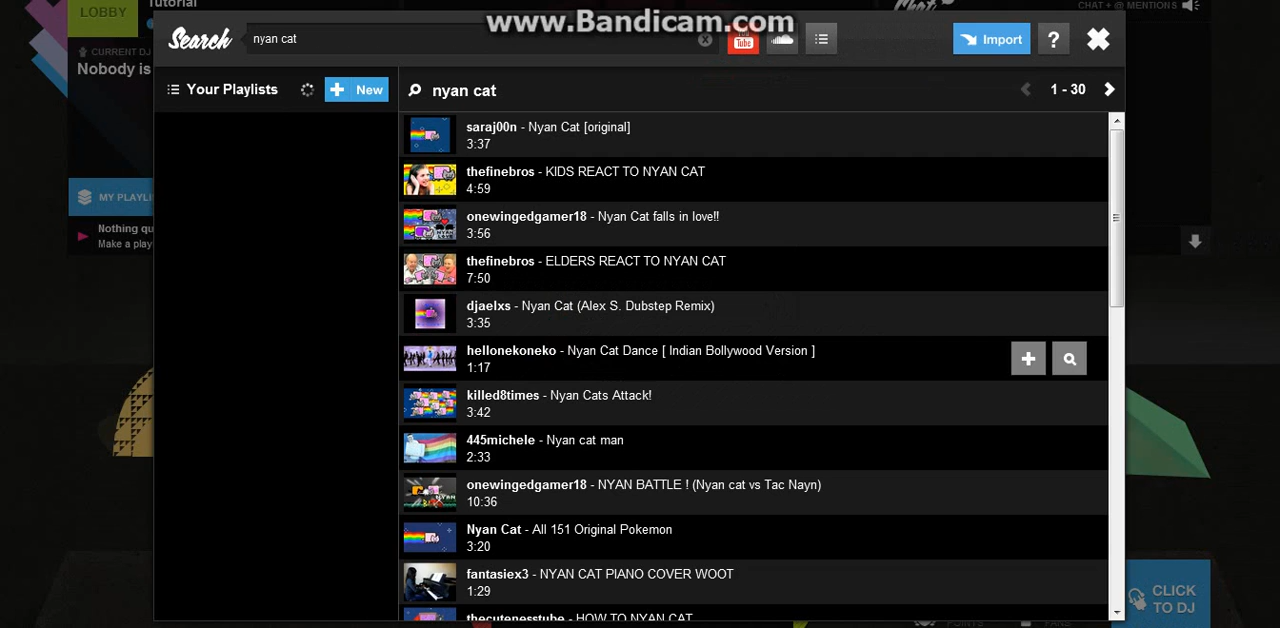 Tutorial
www.Bandicam.com
Chat
CHAT + @ MENTIONS
LOBBY
Search
nyan cat
You Tube
Import
?
CURRENT DJ
Nobody is
Your Playlists
New
nyan cat
1 - 30
saraj00n - Nyan Cat [original]
3:37
thefinebros - KIDS REACT TO NYAN CAT
4:59
MY PLAYLI
onewingedgamer18 - Nyan Cat falls in love!!
3:56
Nothing qu
Make a play
thefinebros - ELDERS REACT TO NYAN CAT
7:50
djaelxs - Nyan Cat (Alex S. Dubstep Remix)
3:35
hellonekoneko - Nyan Cat Dance [ Indian Bollywood Version ]
1:17
killed8times - Nyan Cats Attack!
3:42
445michele - Nyan cat man
2:33
onewingedgamer18 - NYAN BATTLE ! (Nyan cat vs Tac Nayn)
10:36
Nyan Cat - All 151 Original Pokemon
3:20
fantasiex3 - NYAN CAT PIANO COVER WOOT
1:29
thecutenesstube - HOW TO NYAN CAT
CLICK
TO DJ
POINTS
FANS